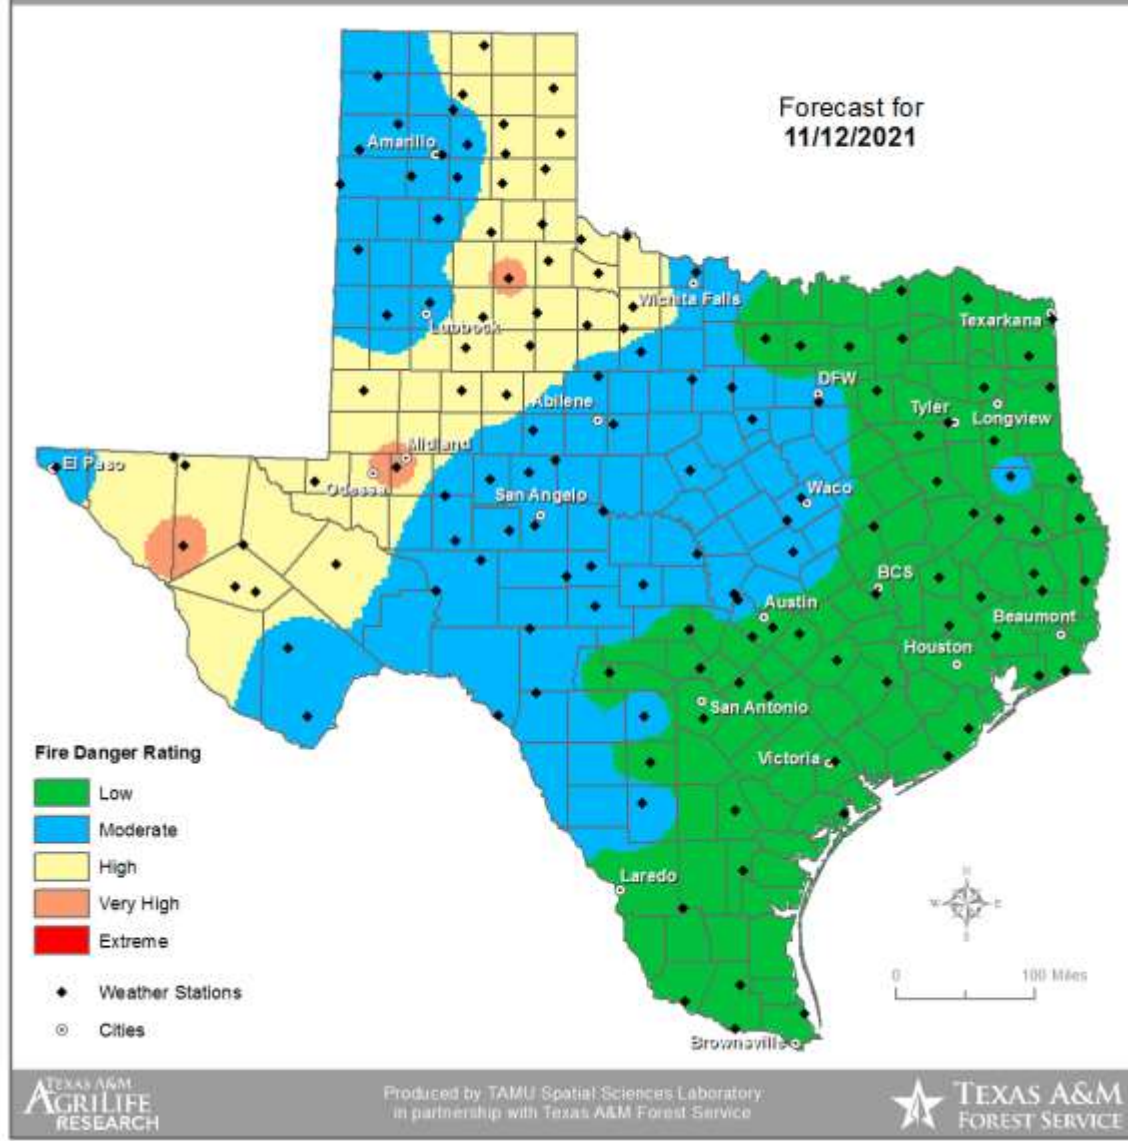 Forecast for
11/12/2021
Amarillo
Wichita Falls
Lubbock
Texarkana
DFW
Abilene
Tyler
Longview
Midland
El Paso
Odessa
San Angelo
Waco
BCS
Austin
Beaumont
Houston
San Antonio
Victoria
Fire Danger Rating
Low
Moderate
High
Very High
Extreme
Weather Stations
Cities
Laredo
N
W E
S
0 100 Miles
Brownsville
TEXAS A&M
AGRILIFE
RESEARCH
Produced by TAMU Spatial Sciences Laboratory
in partnership with Texas A&M Forest Service
TEXAS A&M
FOREST SERVICE